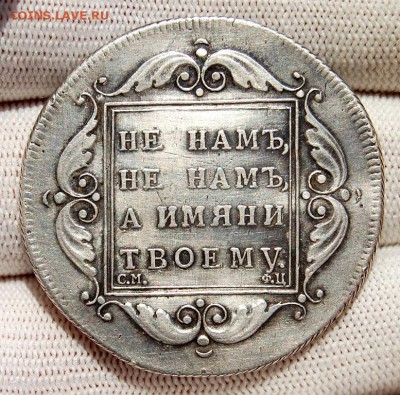 COINS.LAVE.RU
НЕ НАМЪ,
НЕ НАМЪ,
А ИМЯНИ
ТВОЕМУ.
С.М. Ф.Ц